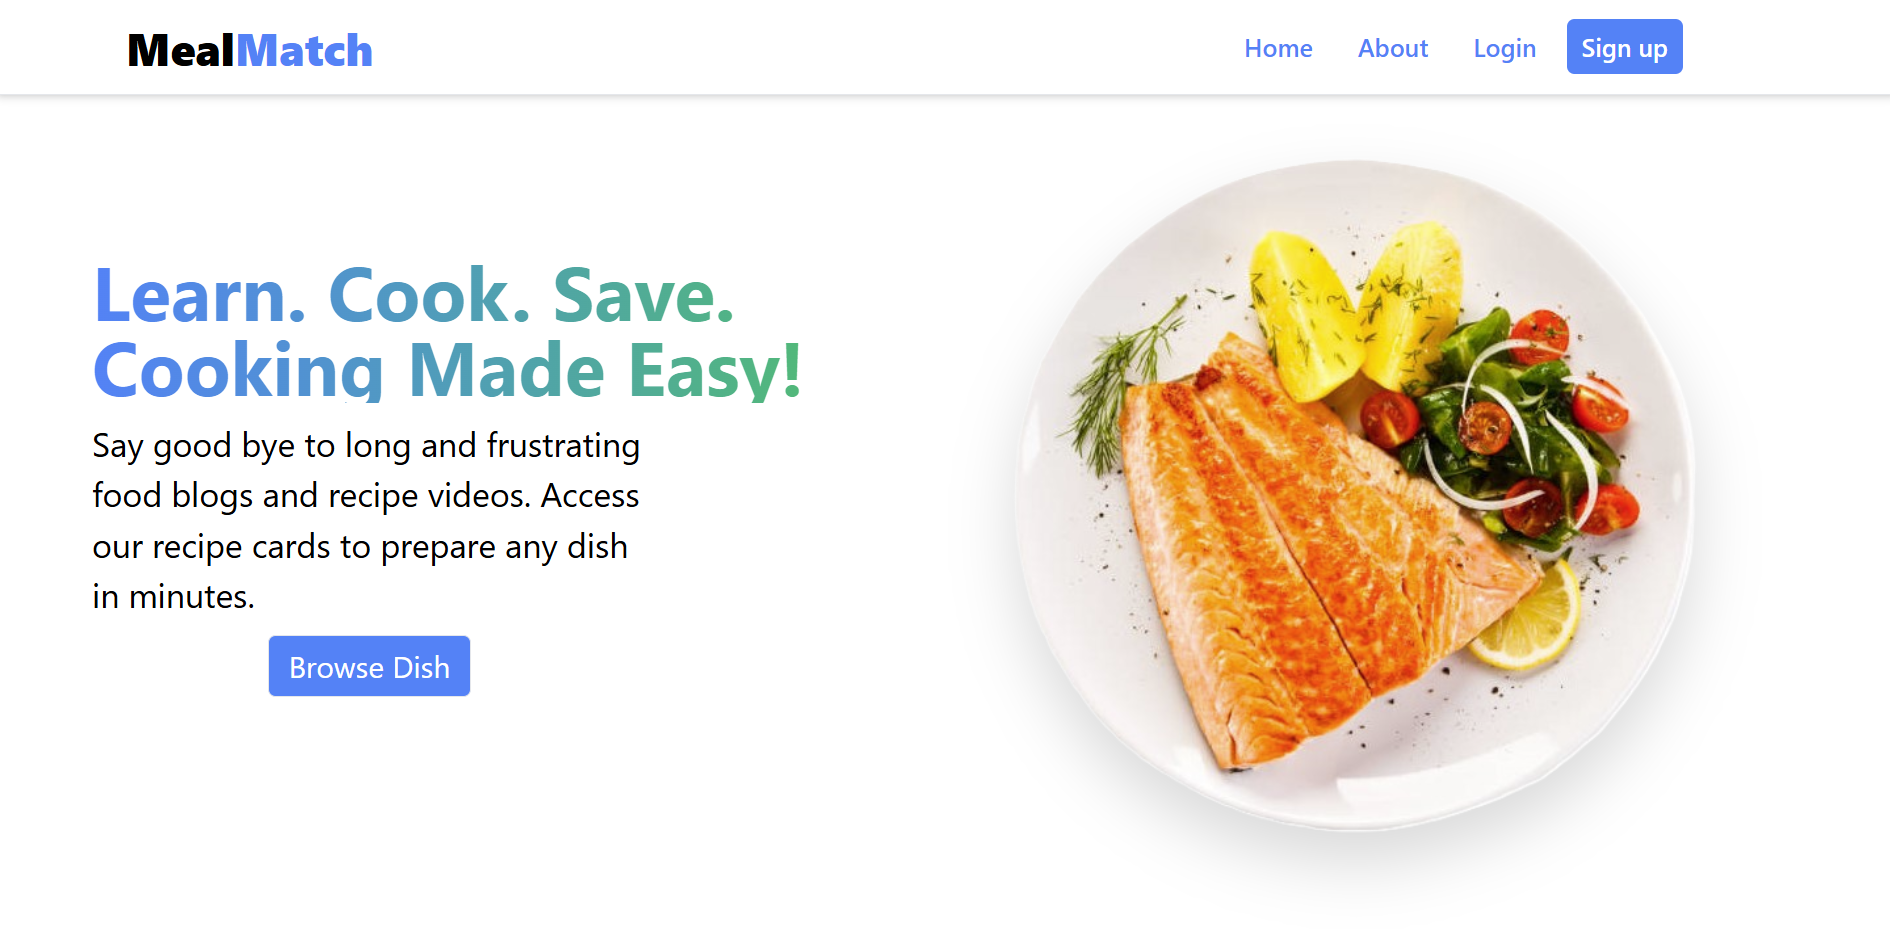 MealMatch
Home About Login Sign up
Learn. Cook. Save.
Cooking Made Easy!
Say good bye to long and frustrating
food blogs and recipe videos. Access
our recipe cards to prepare any dish
in minutes.
Browse Dish